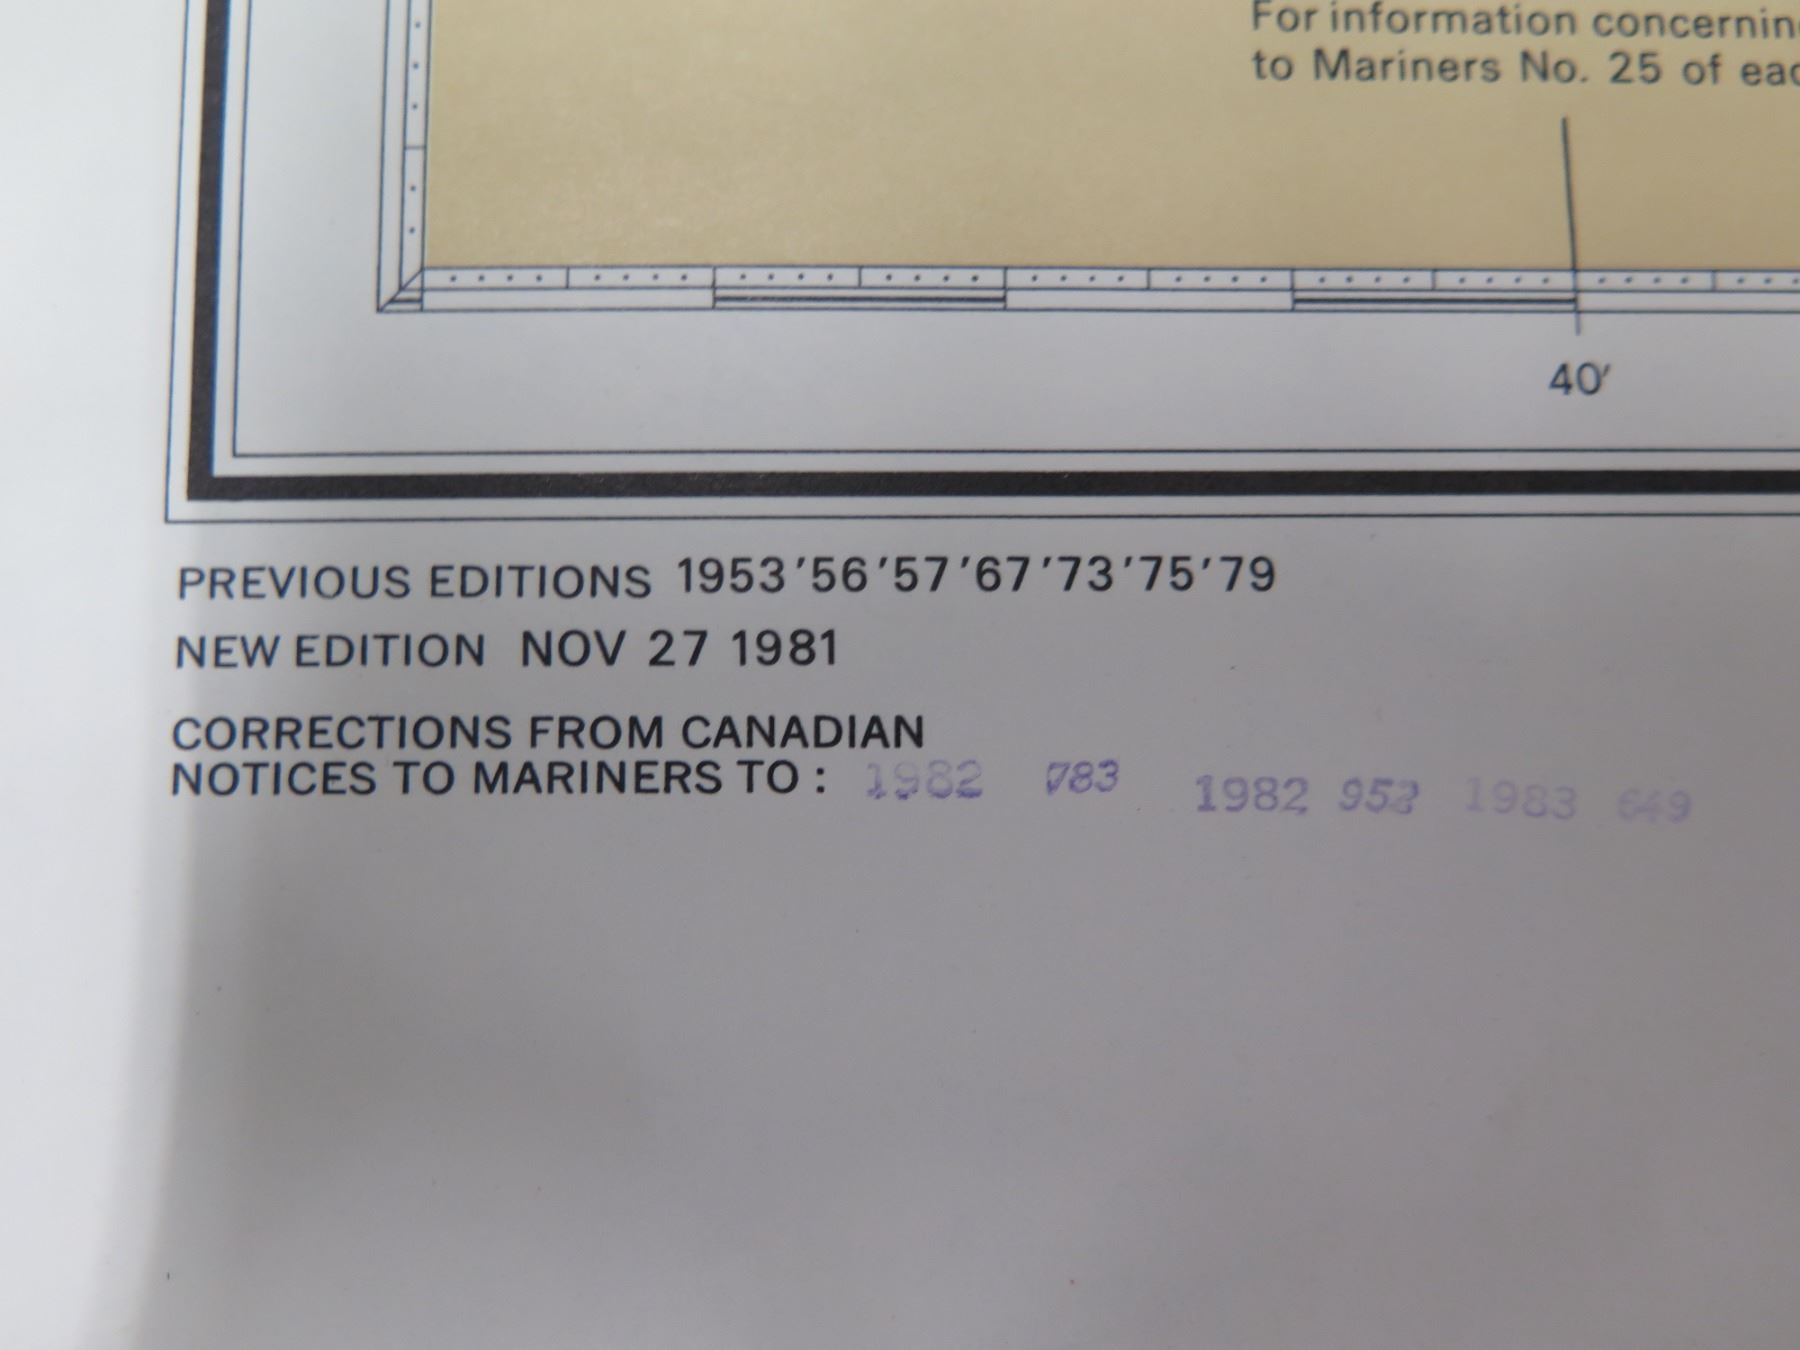 For information concernin
to Mariners No. 25 of eac
40′
PREVIOUS EDITIONS 1953 ′56 ′57 ′67 ′73 ′75 ′79
NEW EDITION NOV 27 1981
CORRECTIONS FROM CANADIAN
NOTICES TO MARINERS TO : 1982 783 1982 952 1983 649